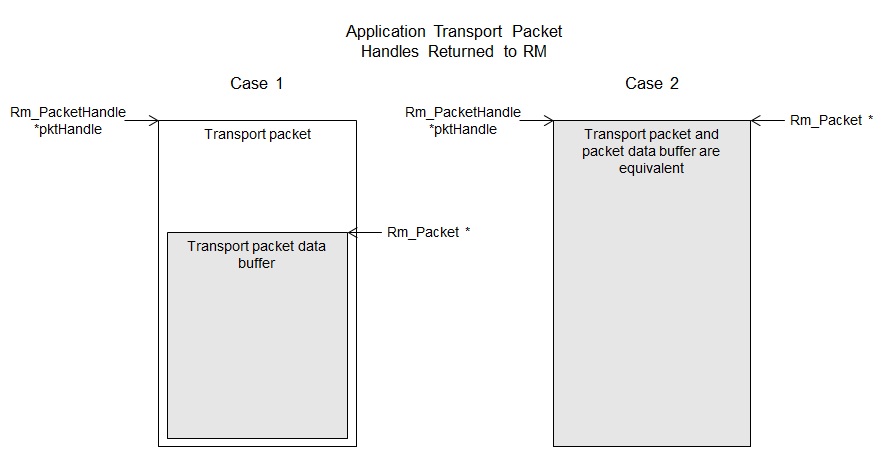 Application Transport Packet
Handles Returned to RM
Case 1
Rm_PacketHandle
*pktHandle
Transport packet
Rm_Packet *
Transport packet data
buffer
Case 2
Rm_PacketHandle
*pktHandle
Transport packet and
packet data buffer are
equivalent
Rm_Packet *